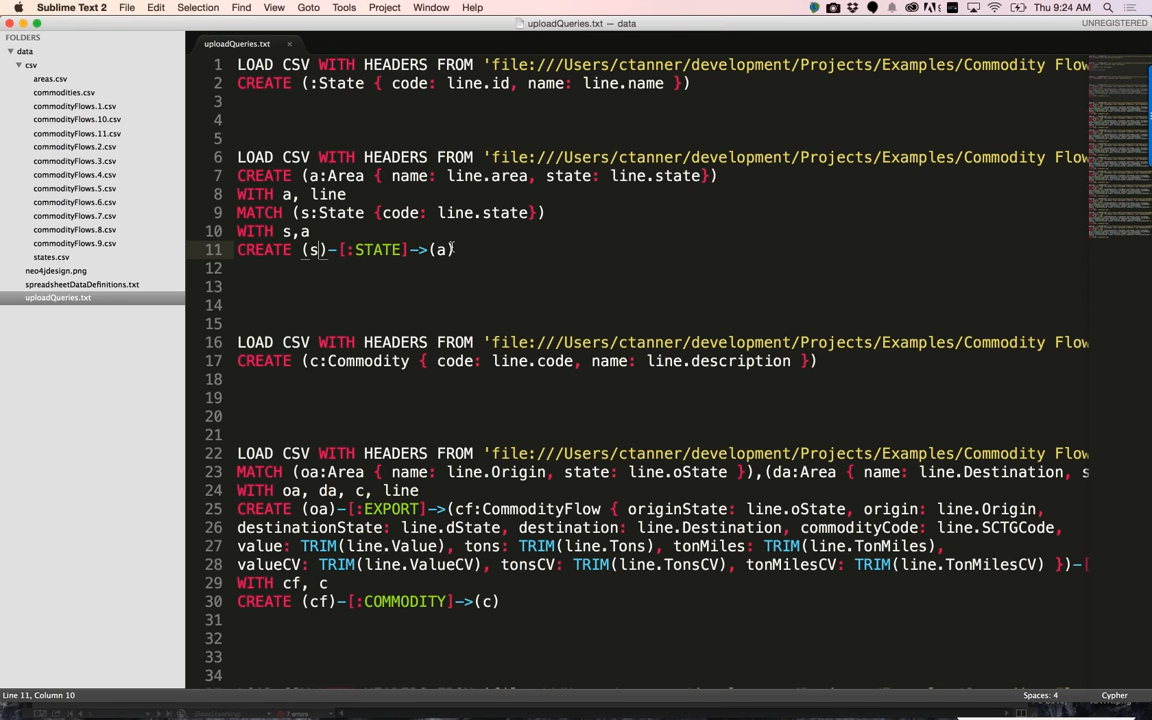 Sublime Text 2 File Edit Selection Find View Goto Tools Project Window Help Thu 9:24 AM
uploadQueries.txt — data UNREGISTERED
FOLDERS
data
csv
areas.csv
commodities.csv
commodityFlows.1.csv
commodityFlows.10.csv
commodityFlows.11.csv
commodityFlows.2.csv
commodityFlows.3.csv
commodityFlows.4.csv
commodityFlows.5.csv
commodityFlows.6.csv
commodityFlows.7.csv
commodityFlows.8.csv
commodityFlows.9.csv
states.csv
neo4jdesign.png
spreadsheetDataDefinitions.txt
uploadQueries.txt
uploadQueries.txt ×
1 LOAD CSV WITH HEADERS FROM 'file:///Users/ctanner/development/Projects/Examples/Commodity Flow
2 CREATE (:State { code: line.id, name: line.name })
3
4
5
6 LOAD CSV WITH HEADERS FROM 'file:///Users/ctanner/development/Projects/Examples/Commodity Flow
7 CREATE (a:Area { name: line.area, state: line.state})
8 WITH a, line
9 MATCH (s:State {code: line.state})
10 WITH s,a
11 CREATE (s)-[:STATE]->(a)
12
13
14
15
16 LOAD CSV WITH HEADERS FROM 'file:///Users/ctanner/development/Projects/Examples/Commodity Flow
17 CREATE (c:Commodity { code: line.code, name: line.description })
18
19
20
21
22 LOAD CSV WITH HEADERS FROM 'file:///Users/ctanner/development/Projects/Examples/Commodity Flow
23 MATCH (oa:Area { name: line.Origin, state: line.oState }),(da:Area { name: line.Destination, s
24 WITH oa, da, c, line
25 CREATE (oa)-[:EXPORT]->(cf:CommodityFlow { originState: line.oState, origin: line.Origin,
26 destinationState: line.dState, destination: line.Destination, commodityCode: line.SCTGCode,
27 value: TRIM(line.Value), tons: TRIM(line.Tons), tonMiles: TRIM(line.TonMiles),
28 valueCV: TRIM(line.ValueCV), tonsCV: TRIM(line.TonsCV), tonMilesCV: TRIM(line.TonMilesCV) })-[
29 WITH cf, c
30 CREATE (cf)-[:COMMODITY]->(c)
31
32
33
34
Line 11, Column 10 Spaces: 4 Cypher